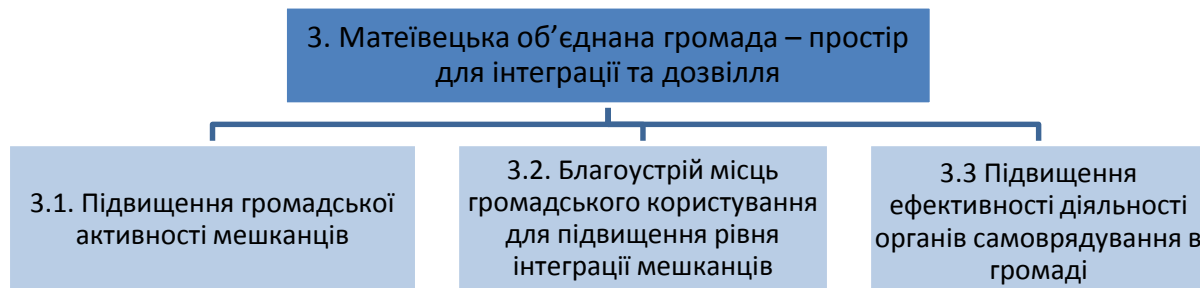 3. Матеївецька об’єднана громада – простір
для інтеграції та дозвілля
3.1. Підвищення громадської
активності мешканців
3.2. Благоустрій місць
громадського користування
для підвищення рівня
інтеграції мешканців
3.3 Підвищення
ефективності діяльності
органів самоврядування в
громаді